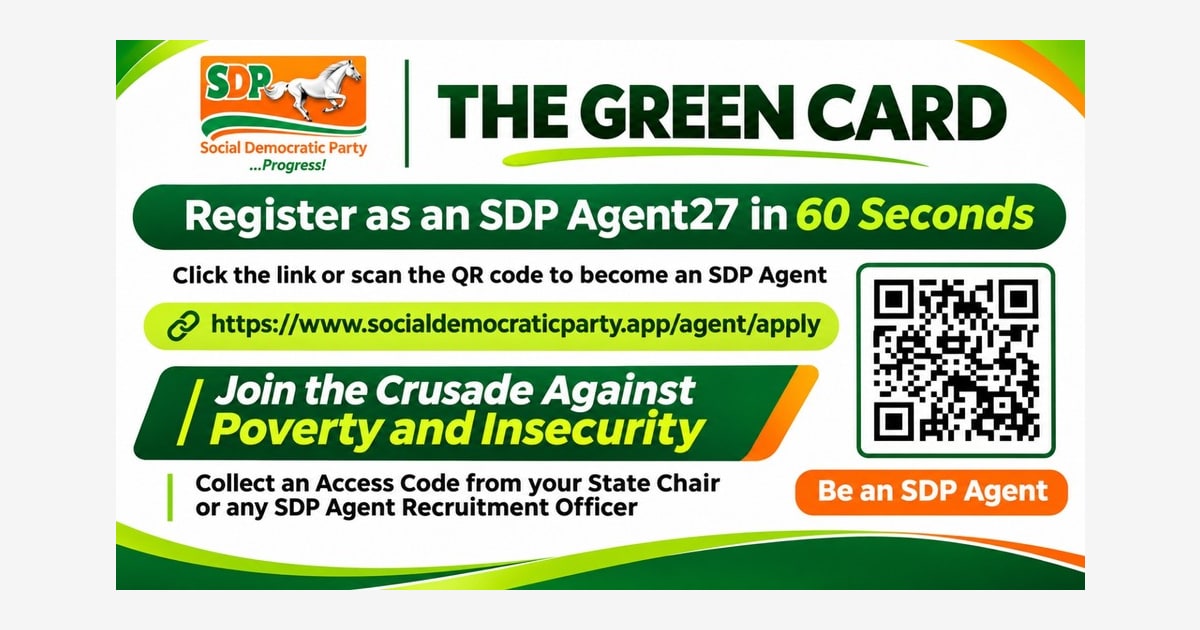 SDP
Social Democratic Party
...Progress!
THE GREEN CARD
Register as an SDP Agent27 in 60 Seconds
Click the link or scan the QR code to become an SDP Agent
https://www.socialdemocraticparty.app/agent/apply
Join the Crusade Against
Poverty and Insecurity
Collect an Access Code from your State Chair
or any SDP Agent Recruitment Officer
Be an SDP Agent